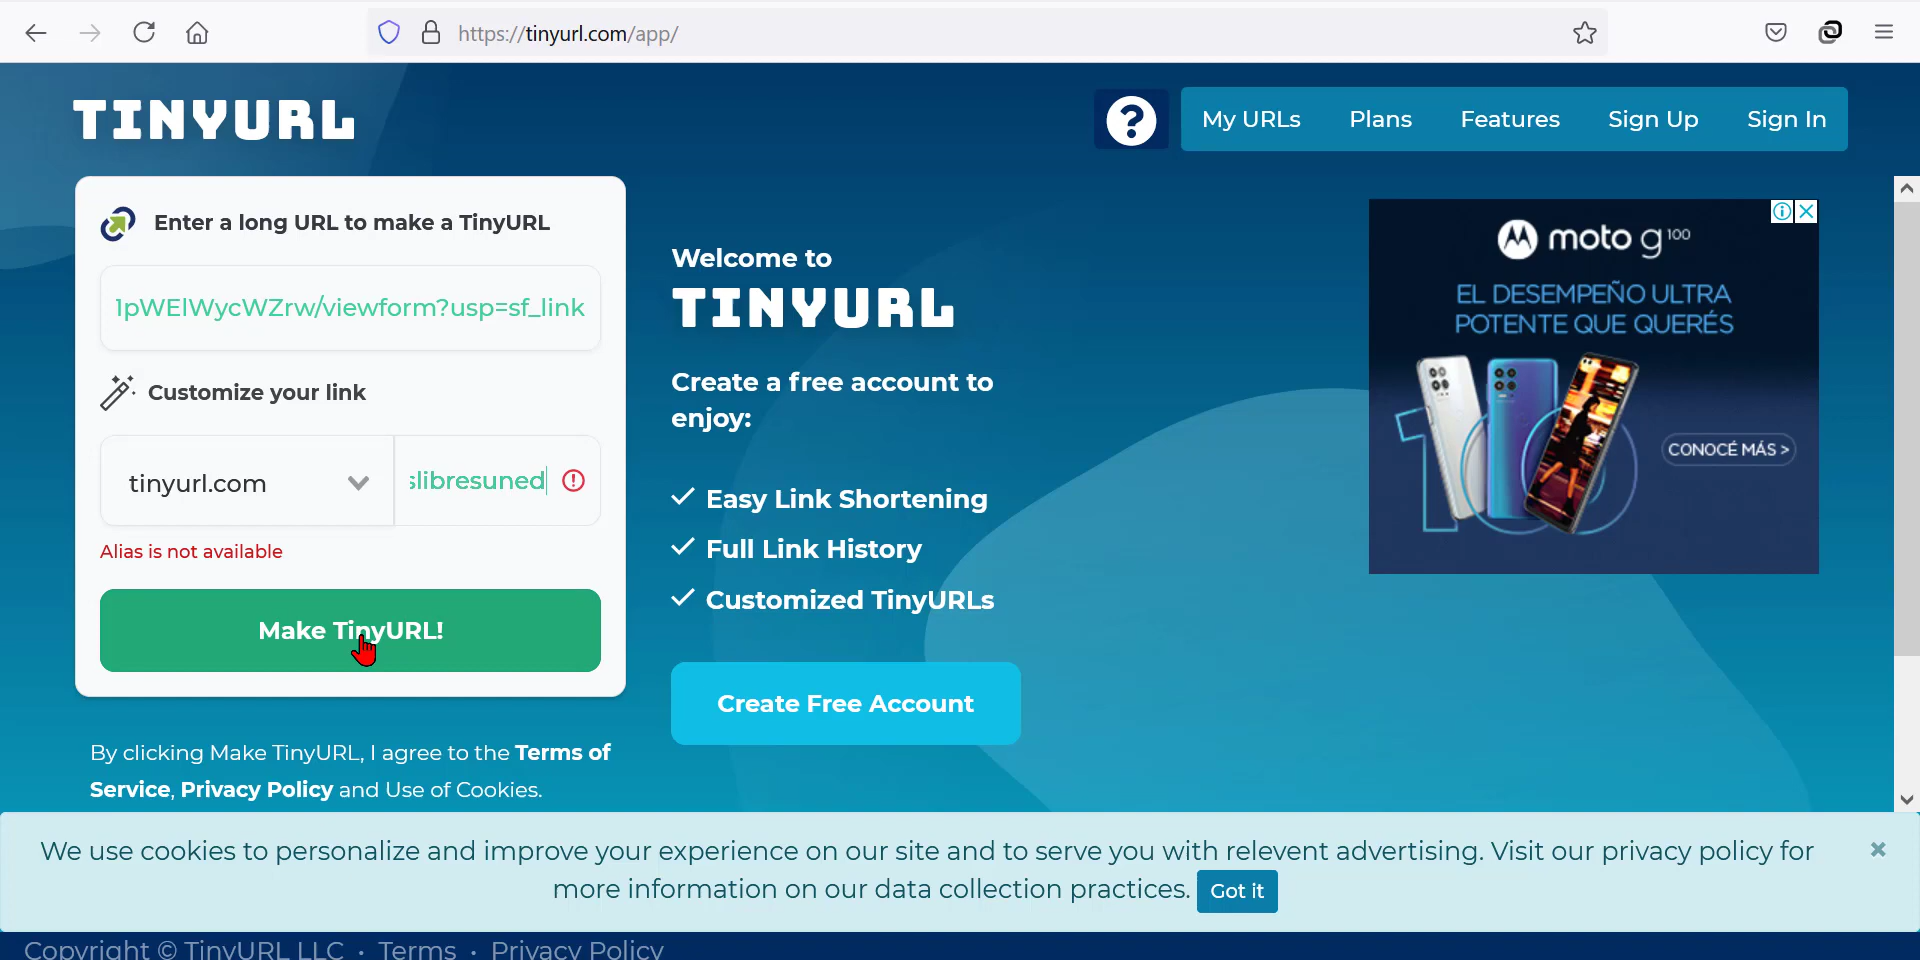 https://tinyurl.com/app/
TINYURL
My URLs Plans Features Sign Up Sign In
Enter a long URL to make a TinyURL
1pWElWycWZrw/viewform?usp=sf_link
Customize your link
tinyurl.com
slibresuned
Alias is not available
Make TinyURL!
By clicking Make TinyURL, I agree to the Terms of
Service, Privacy Policy and Use of Cookies.
Welcome to
TINYURL
Create a free account to
enjoy:
Easy Link Shortening
Full Link History
Customized TinyURLs
Create Free Account
moto g100
EL DESEMPEÑO ULTRA
POTENTE QUE QUERÉS
100
CONOCÉ MÁS >
We use cookies to personalize and improve your experience on our site and to serve you with relevent advertising. Visit our privacy policy for
more information on our data collection practices. Got it
Copyright © TinyURL LLC • Terms • Privacy Policy